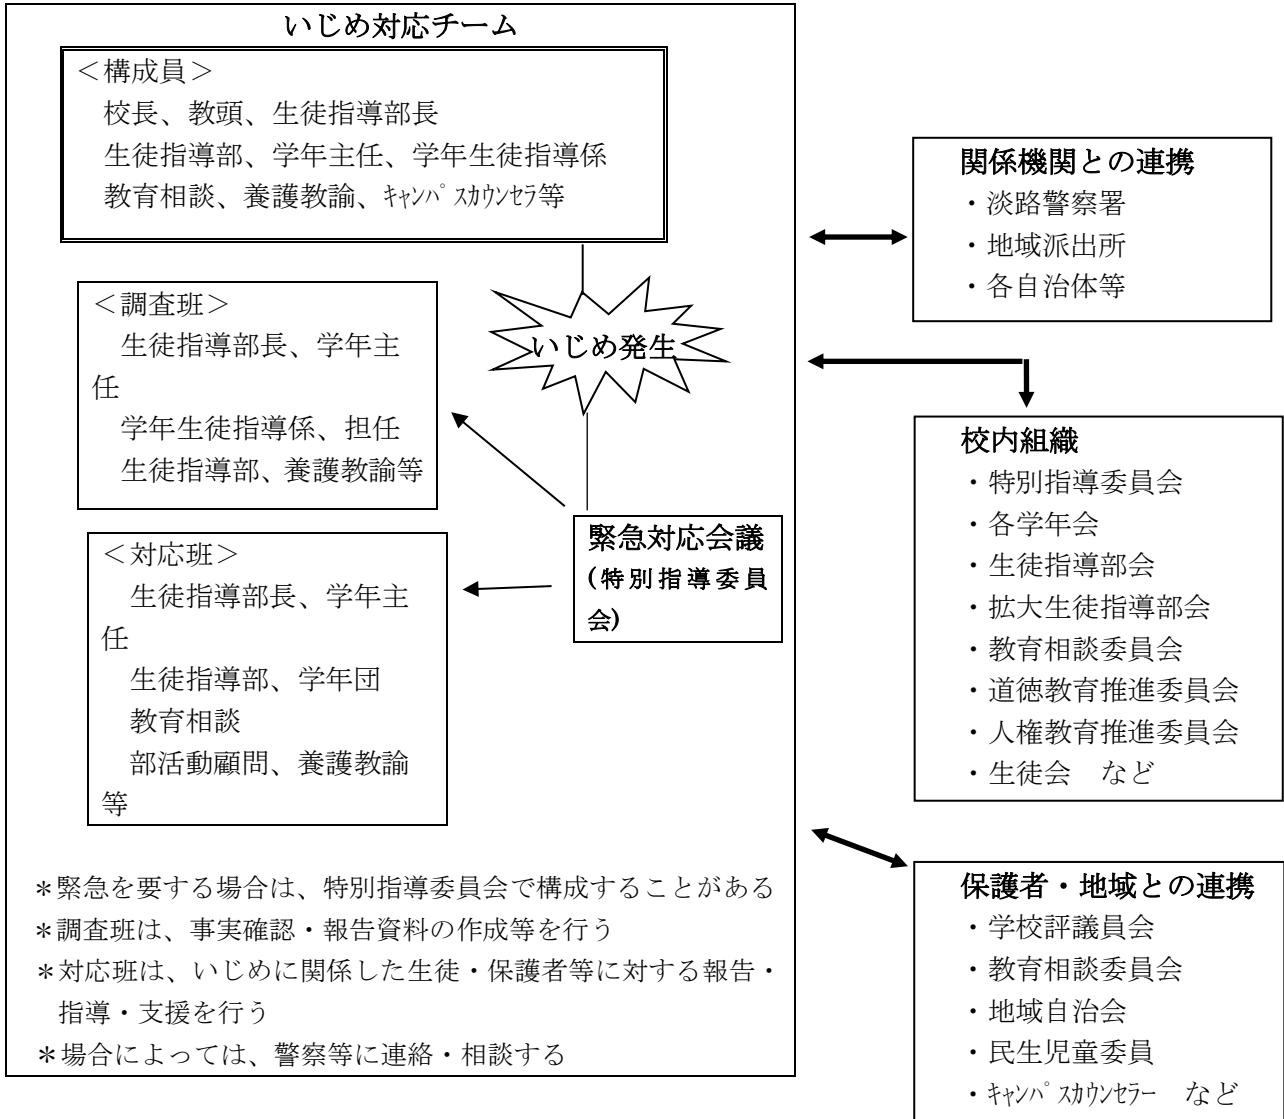 いじめ対応チーム
＜構成員＞
校長、教頭、生徒指導部長
生徒指導部、学年主任、学年生徒指導係
教育相談、養護教諭、ｷｬﾝﾊﾟｽｶｳﾝｾﾗ等
いじめ発生
＜調査班＞
生徒指導部長、学年主
任
学年生徒指導係、担任
生徒指導部、養護教諭等
緊急対応会議
(特別指導委員
会)
＜対応班＞
生徒指導部長、学年主
任
生徒指導部、学年団
教育相談
部活動顧問、養護教諭
等
＊緊急を要する場合は、特別指導委員会で構成することがある
＊調査班は、事実確認・報告資料の作成等を行う
＊対応班は、いじめに関係した生徒・保護者等に対する報告・
指導・支援を行う
＊場合によっては、警察等に連絡・相談する
関係機関との連携
・淡路警察署
・地域派出所
・各自治体等
校内組織
・特別指導委員会
・各学年会
・生徒指導部会
・拡大生徒指導部会
・教育相談委員会
・道徳教育推進委員会
・人権教育推進委員会
・生徒会　など
保護者・地域との連携
・学校評議員会
・教育相談委員会
・地域自治会
・民生児童委員
・ｷｬﾝﾊﾟｽｶｳﾝｾﾗｰ　など